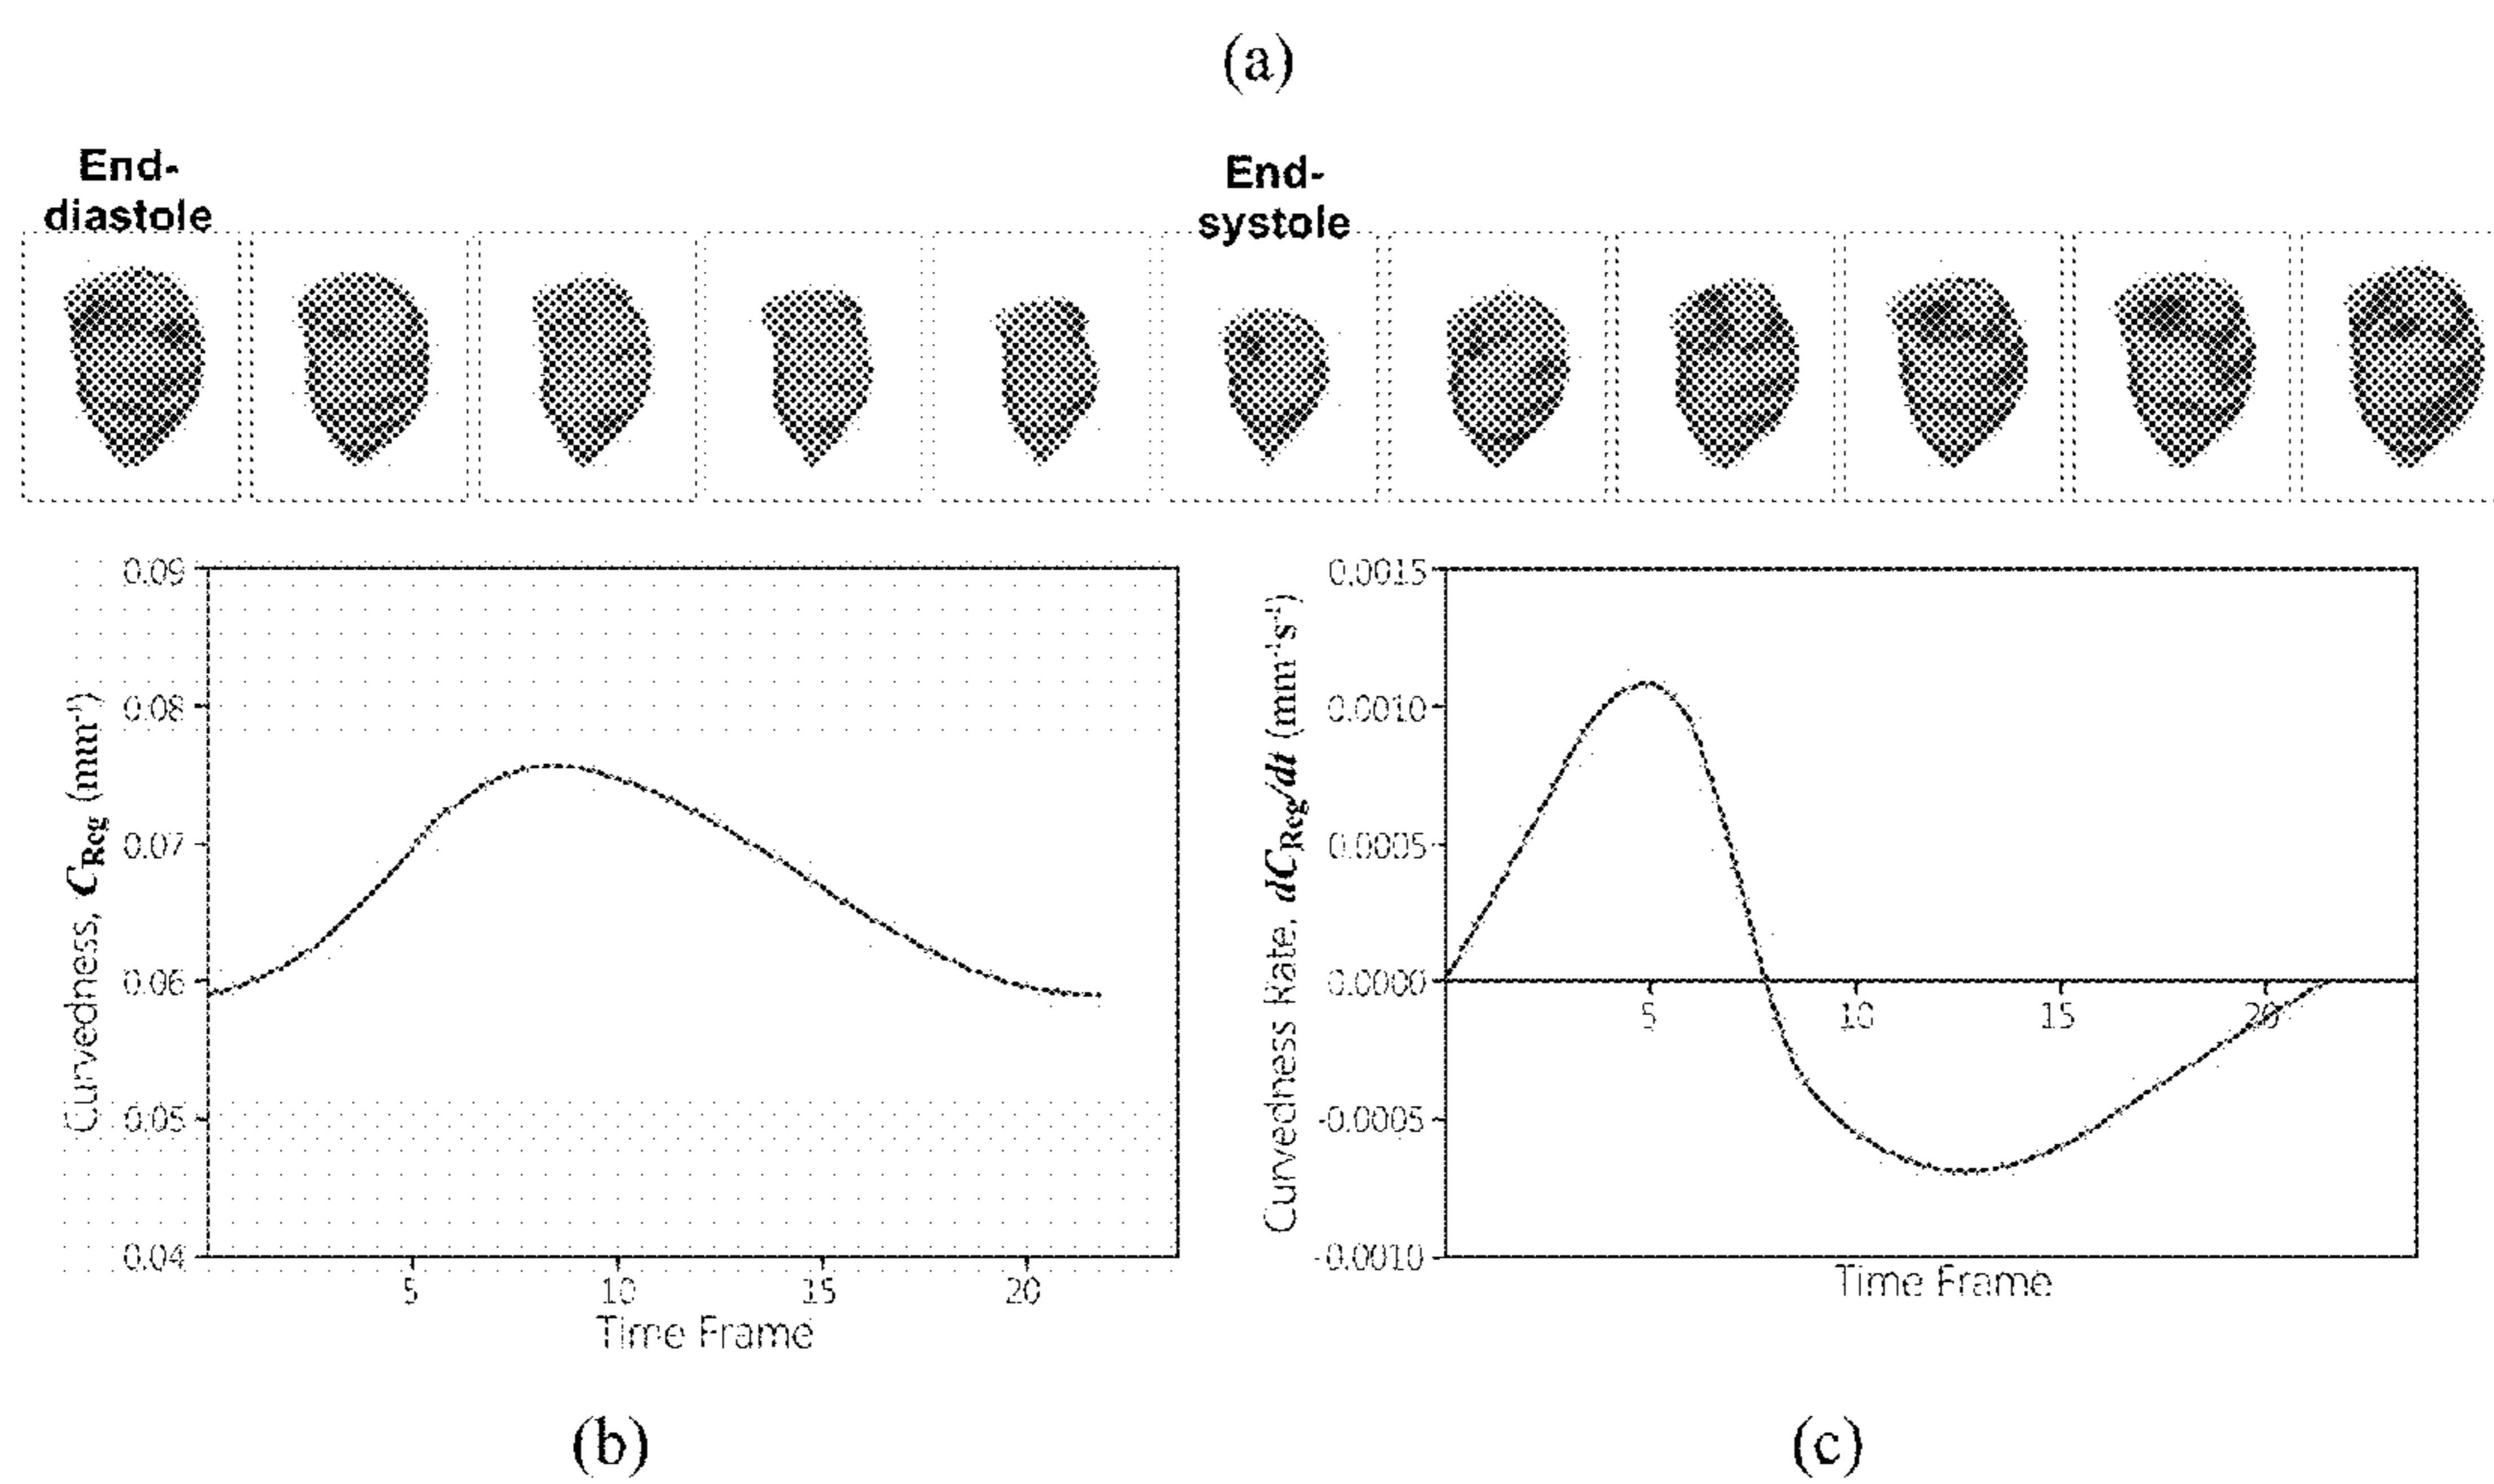 (a)
End-
diastole
End-
systole
0.09
0.08
0.07
0.06
0.05
0.04
Curvedness, C_Reg (mm⁻¹)
5 10 15 20
Time Frame
(b)
0.0015
0.0010
0.0005
0.0000
-0.0005
-0.0010
Curvedness Rate, dC_Reg/dt (mm⁻¹s⁻¹)
5 10 15 20
Time Frame
(c)